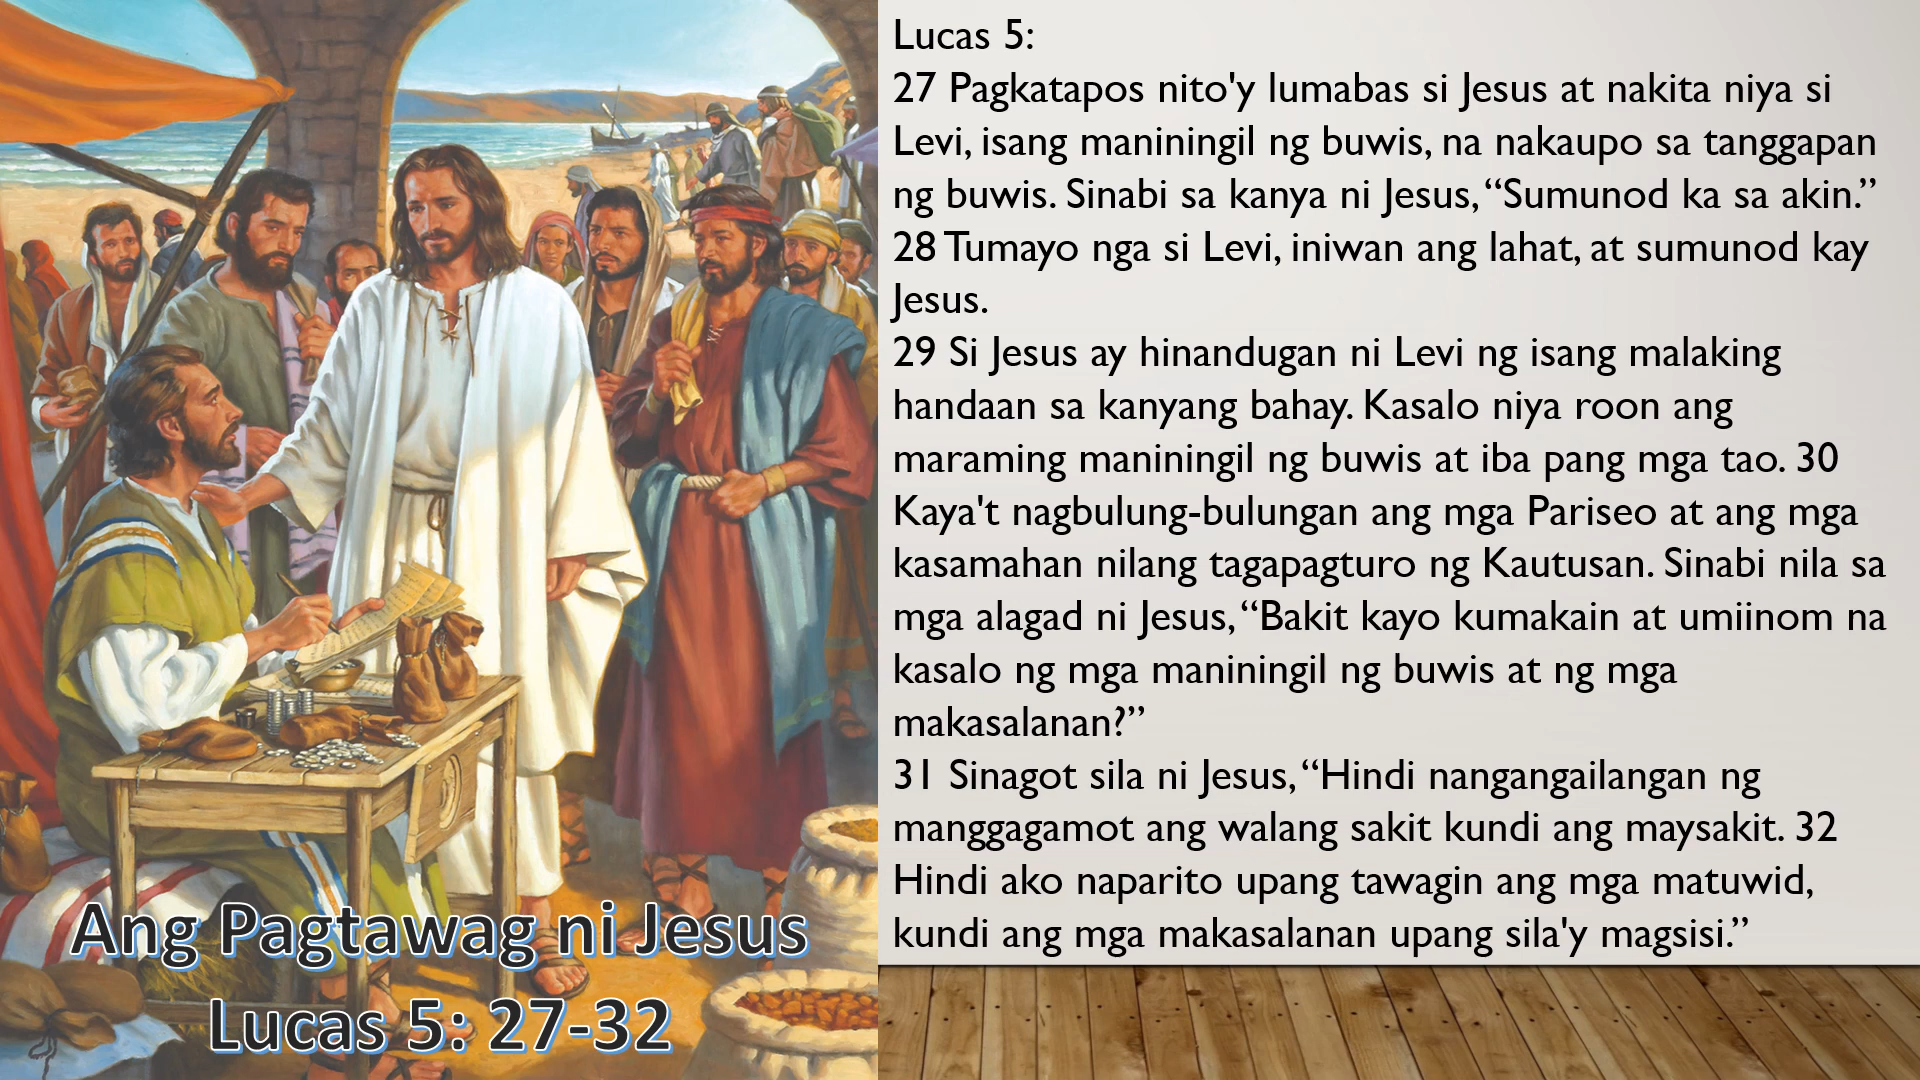 Lucas 5:
27 Pagkatapos nito'y lumabas si Jesus at nakita niya si
Levi, isang maniningil ng buwis, na nakaupo sa tanggapan
ng buwis. Sinabi sa kanya ni Jesus, “Sumunod ka sa akin.”
28 Tumayo nga si Levi, iniwan ang lahat, at sumunod kay
Jesus.
29 Si Jesus ay hinandugan ni Levi ng isang malaking
handaan sa kanyang bahay. Kasalo niya roon ang
maraming maniningil ng buwis at iba pang mga tao. 30
Kaya't nagbulung-bulungan ang mga Pariseo at ang mga
kasamahan nilang tagapagturo ng Kautusan. Sinabi nila sa
mga alagad ni Jesus, “Bakit kayo kumakain at umiinom na
kasalo ng mga maniningil ng buwis at ng mga
makasalanan?”
31 Sinagot sila ni Jesus, “Hindi nangangailangan ng
manggagamot ang walang sakit kundi ang maysakit. 32
Hindi ako naparito upang tawagin ang mga matuwid,
kundi ang mga makasalanan upang sila'y magsisi.”
Ang Pagtawag ni Jesus
Lucas 5: 27-32